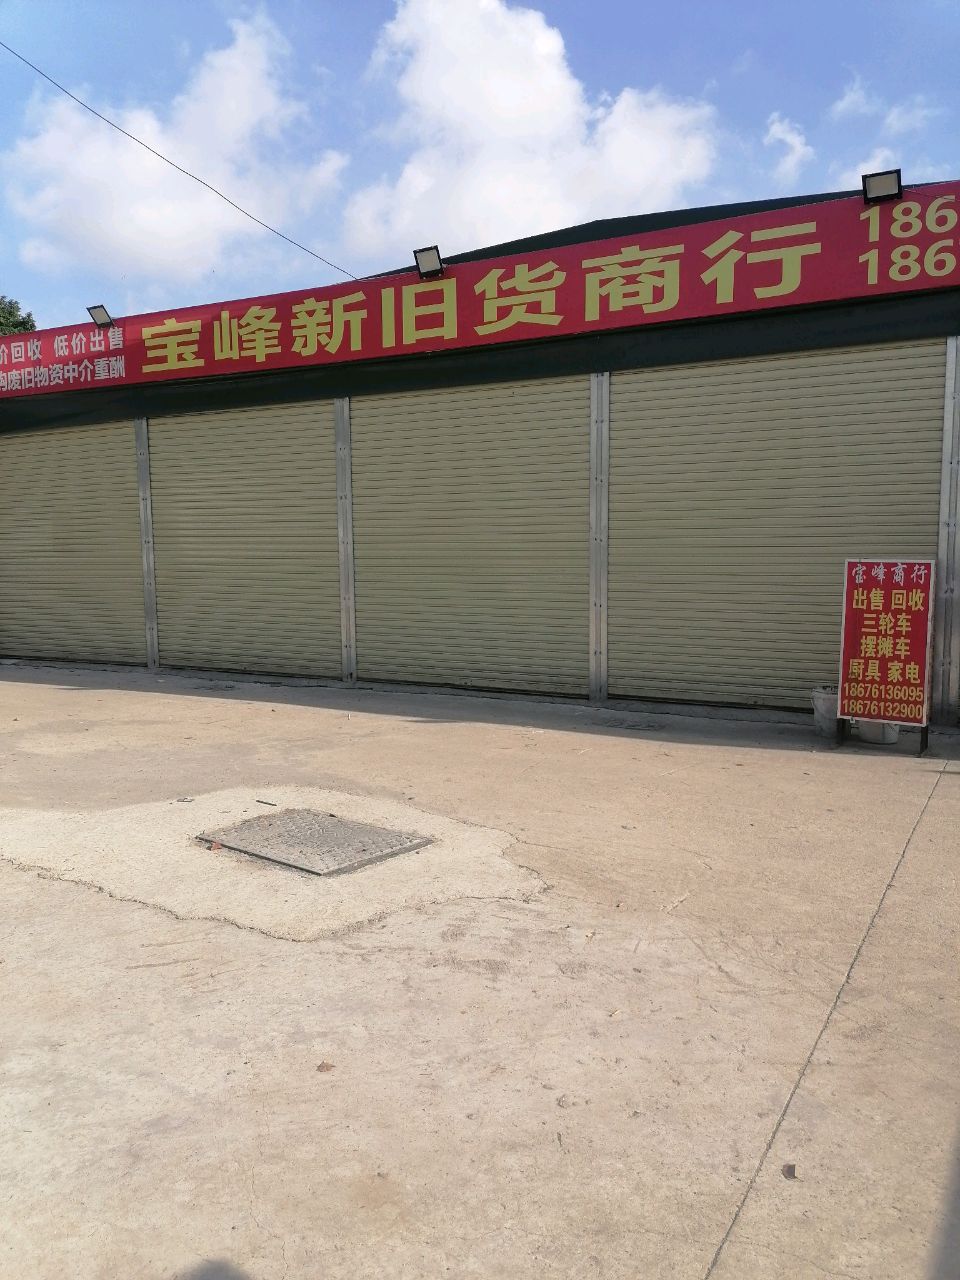 价回收 低价出售
购废旧物资中介重酬
宝峰新旧货商行
186
1867
宝峰商行
出售 回收
三轮车
摆摊车
厨具 家电
18676136095
18676132900